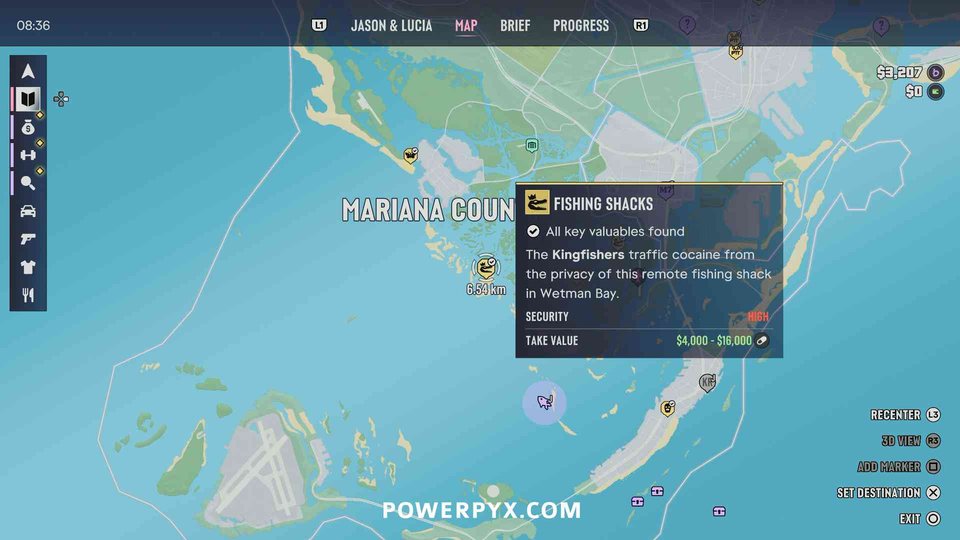 08:36
L1 JASON & LUCIA MAP BRIEF PROGRESS R1
$3,207
$0
MARIANA COUN
FISHING SHACKS
All key valuables found
The Kingfishers traffic cocaine from
the privacy of this remote fishing shack
in Wetman Bay.
SECURITY HIGH
TAKE VALUE $4,000 - $16,000
6.54 km
RECENTER L3
3D VIEW R3
ADD MARKER
SET DESTINATION
EXIT
POWERPYX.COM